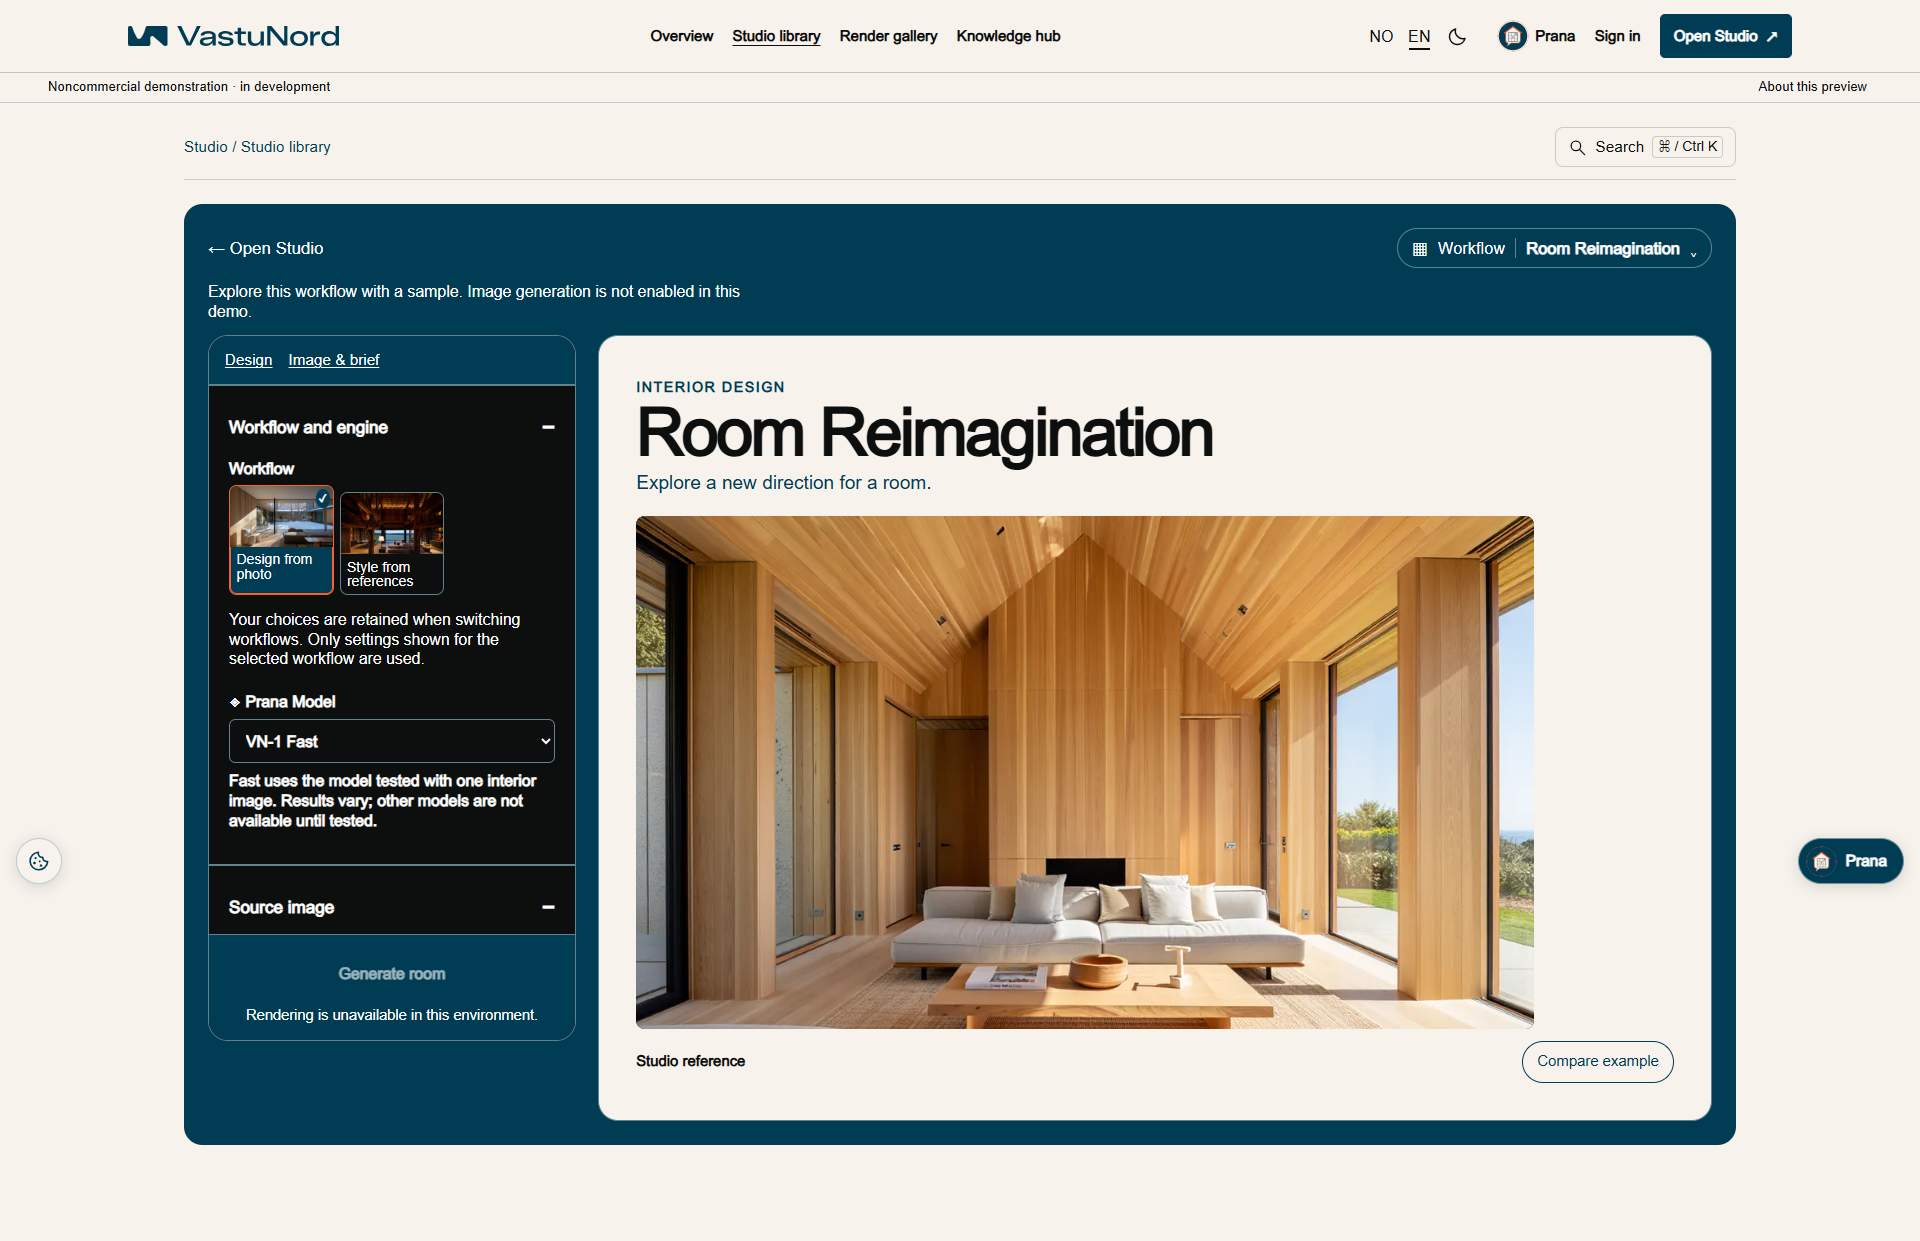 VastuNord
Overview Studio library Render gallery Knowledge hub
NO EN Prana Sign in Open Studio ↗
Noncommercial demonstration · in development
About this preview
Studio / Studio library
Search ⌘ / Ctrl K
← Open Studio
Workflow Room Reimagination
Explore this workflow with a sample. Image generation is not enabled in this
demo.
Design Image & brief
Workflow and engine
Workflow
Design from
photo
Style from
references
Your choices are retained when switching
workflows. Only settings shown for the
selected workflow are used.
Prana Model
VN-1 Fast
Fast uses the model tested with one interior
image. Results vary; other models are not
available until tested.
Source image
Generate room
Rendering is unavailable in this environment.
INTERIOR DESIGN
Room Reimagination
Explore a new direction for a room.
Studio reference
Compare example
Prana